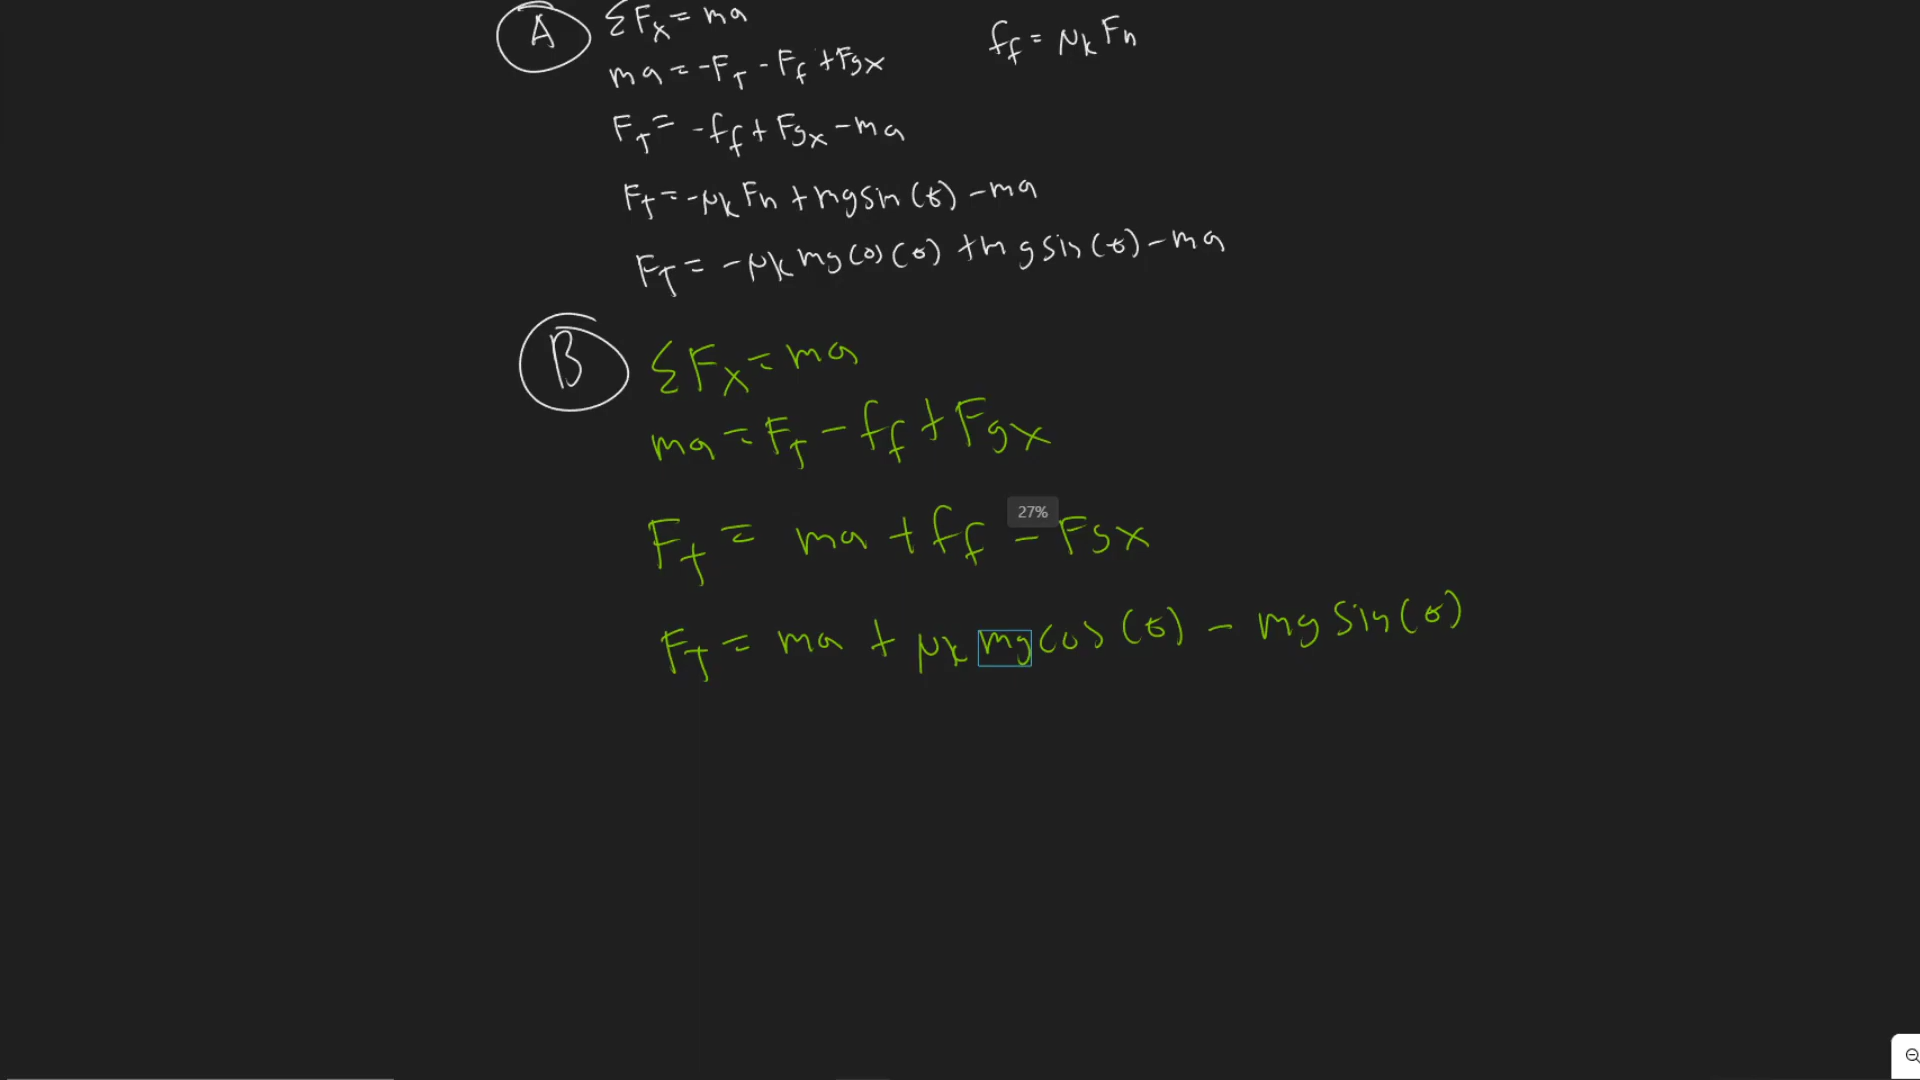 A
ΣFx = ma
ma = -FT - Ff + Fgx
ff = μk Fn
FT = -ff + Fgx - ma
FT = -μk Fn + mg sin (θ) - ma
FT = -μk mg cos (θ) + mg sin (θ) - ma
B
ΣFx = ma
ma = FT - ff + Fgx
27%
FT = ma + ff - Fgx
FT = ma + μk mg cos (θ) - mg sin (θ)